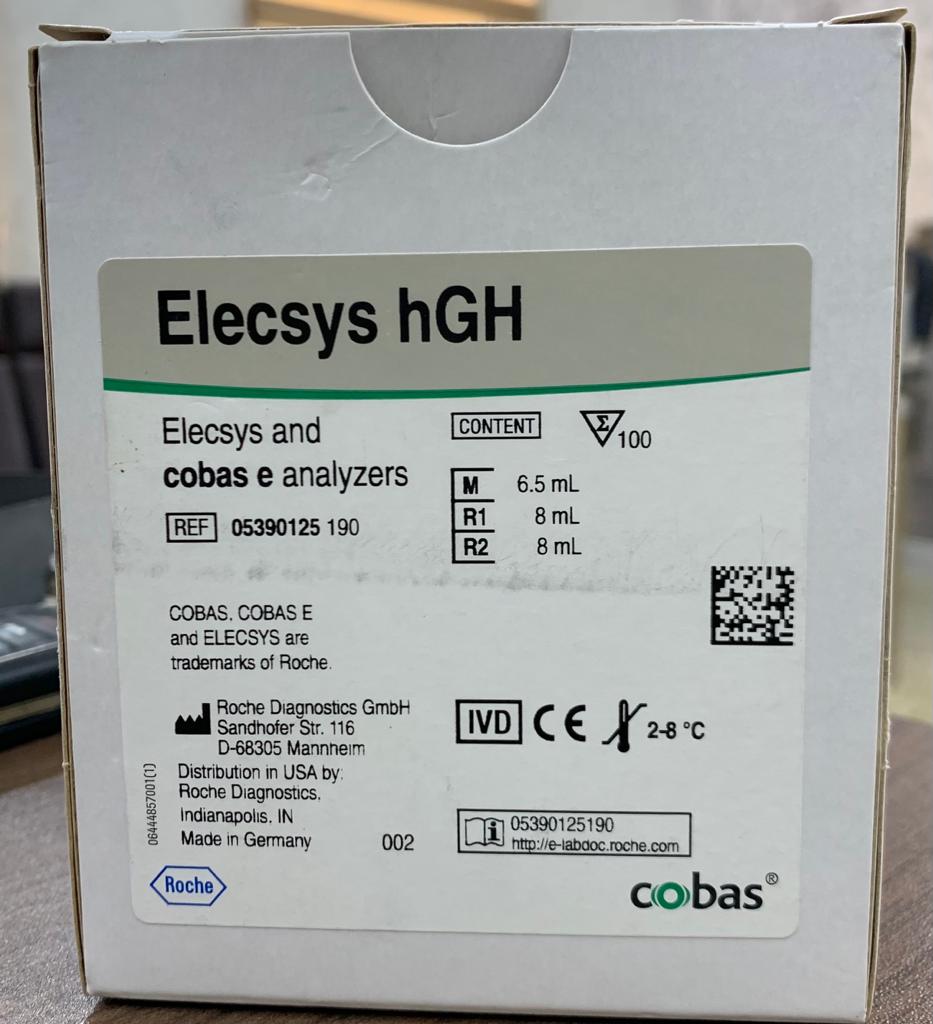 Elecsys hGH
Elecsys and
cobas e analyzers
REF 05390125 190
CONTENT Σ 100
M 6.5 mL
R1 8 mL
R2 8 mL
COBAS, COBAS E
and ELECSYS are
trademarks of Roche.
Roche Diagnostics GmbH
Sandhofer Str. 116
D-68305 Mannheim
Distribution in USA by:
Roche Diagnostics,
Indianapolis, IN
Made in Germany 002
06444857001(1)
IVD CE 2-8 °C
i 05390125190
http://e-labdoc.roche.com
Roche
cobas®